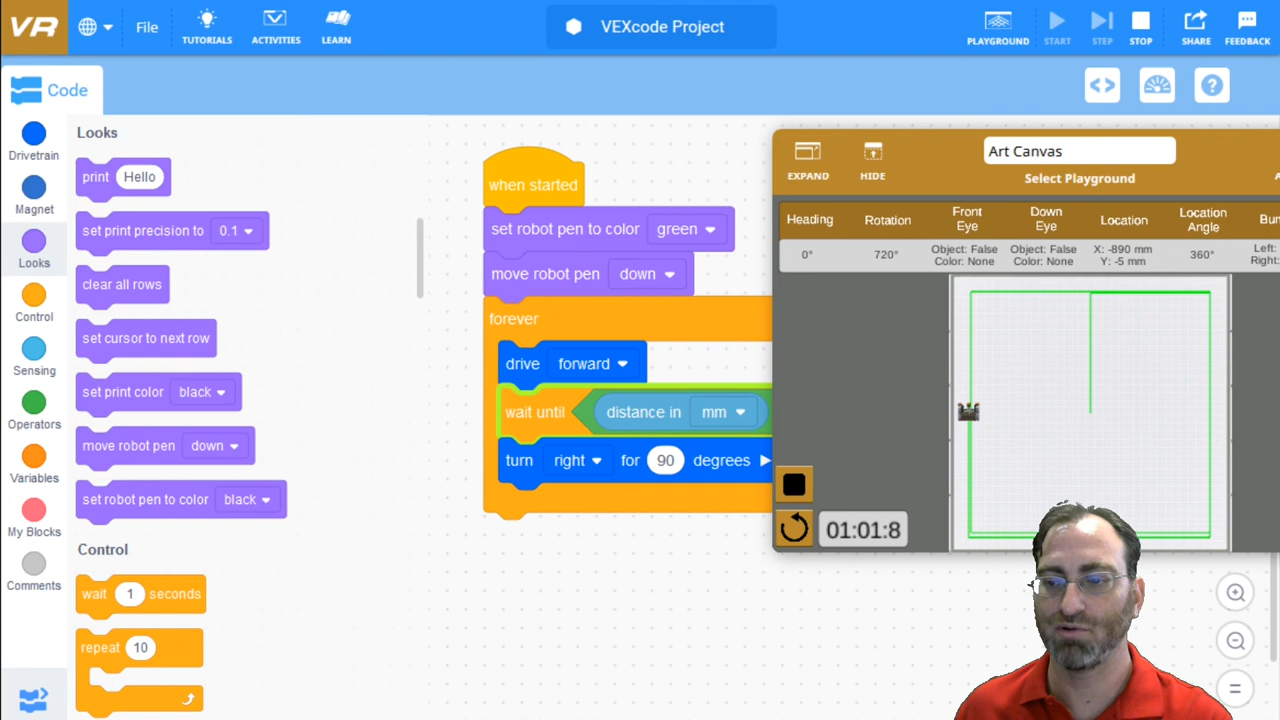 VR
File
TUTORIALS
ACTIVITIES
LEARN
VEXcode Project
PLAYGROUND
START
STEP
STOP
SHARE
FEEDBACK
Code
Drivetrain
Magnet
Looks
Control
Sensing
Operators
Variables
My Blocks
Comments
Looks
print Hello
set print precision to 0.1
clear all rows
set cursor to next row
set print color black
move robot pen down
set robot pen to color black
Control
wait 1 seconds
repeat 10
when started
set robot pen to color green
move robot pen down
forever
drive forward
wait until distance in mm
turn right for 90 degrees
EXPAND
HIDE
Art Canvas
Select Playground
Heading
Rotation
Front Eye
Down Eye
Location
Location Angle
0°
720°
Object: False
Color: None
Object: False
Color: None
X: -890 mm
Y: -5 mm
360°
Left:
Right:
01:01:8